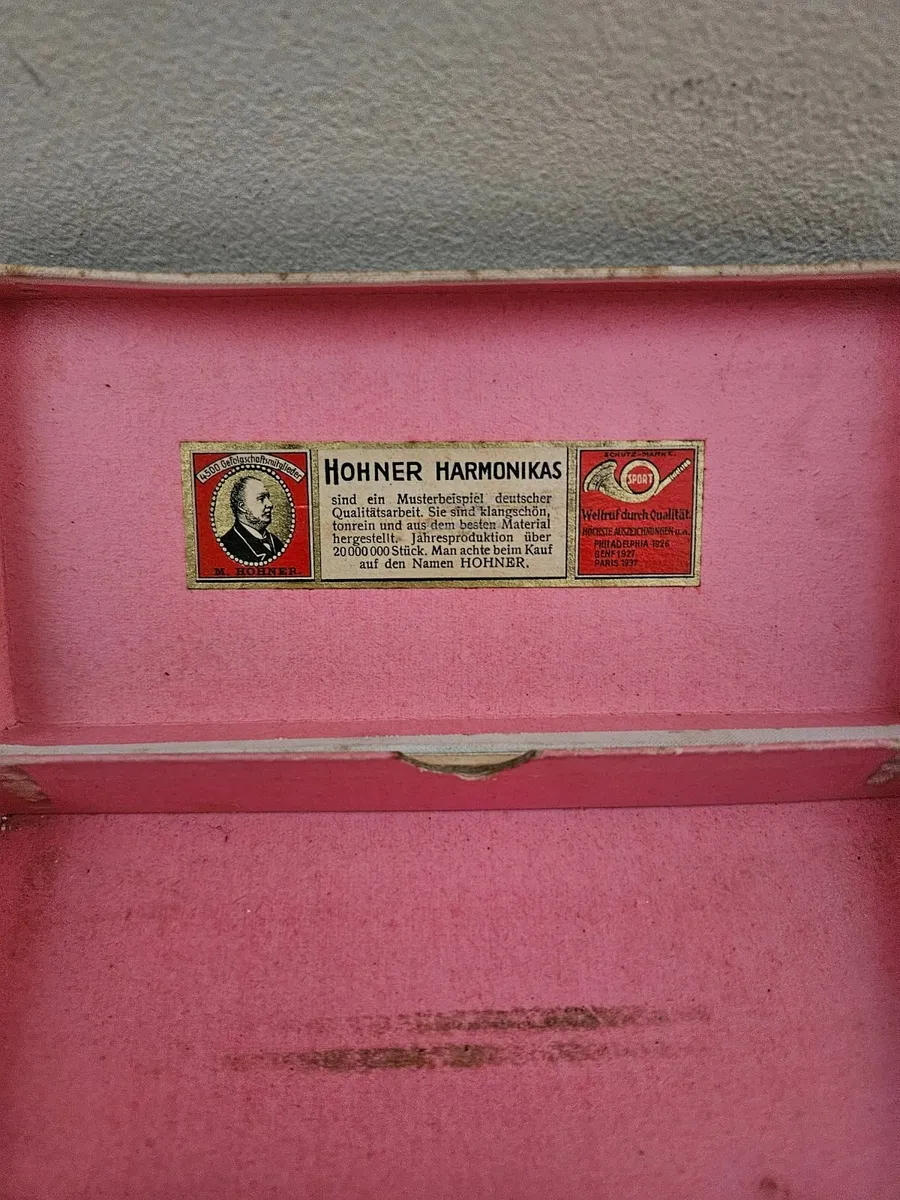 4500 Gefolgschaftsmitglieder
M. HOHNER.
HOHNER HARMONIKAS
sind ein Musterbeispiel deutscher
Qualitätsarbeit. Sie sind klangschön,
tonrein und aus dem besten Material
hergestellt. Jahresproduktion über
20 000 000 Stück. Man achte beim Kauf
auf den Namen HOHNER.
SCHUTZ-MARKE.
SPORT
Weltruf durch Qualität.
HÖCHSTE AUSZEICHNUNGEN u.A.
PHILADELPHIA 1926
GENF 1927
PARIS 1937